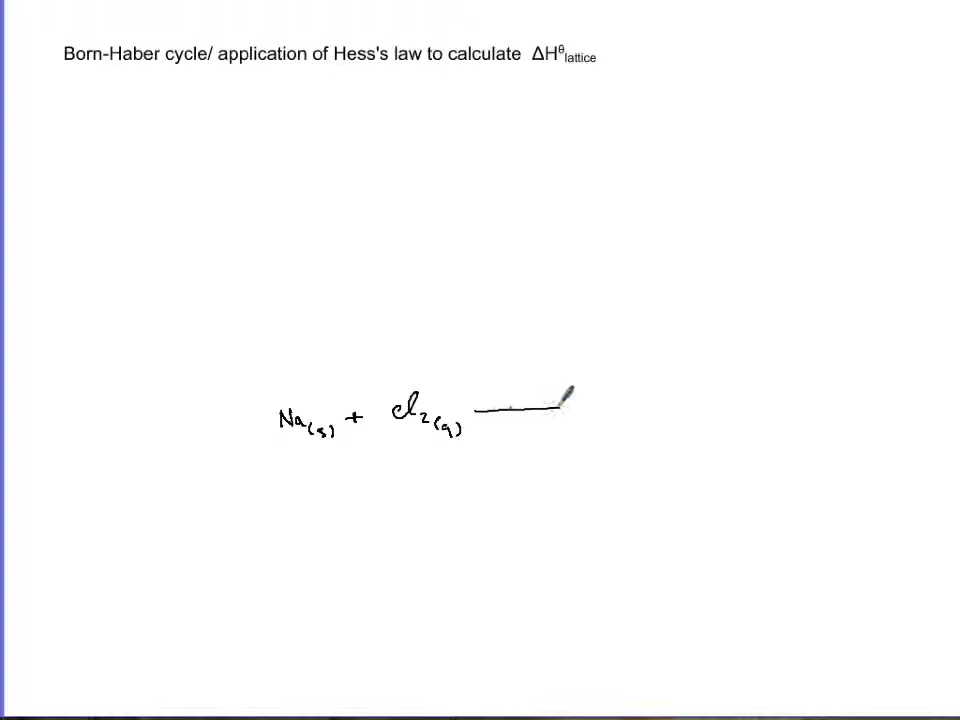 Born-Haber cycle/ application of Hess's law to calculate ΔHᶿlattice
Na(s) + Cl2(g)